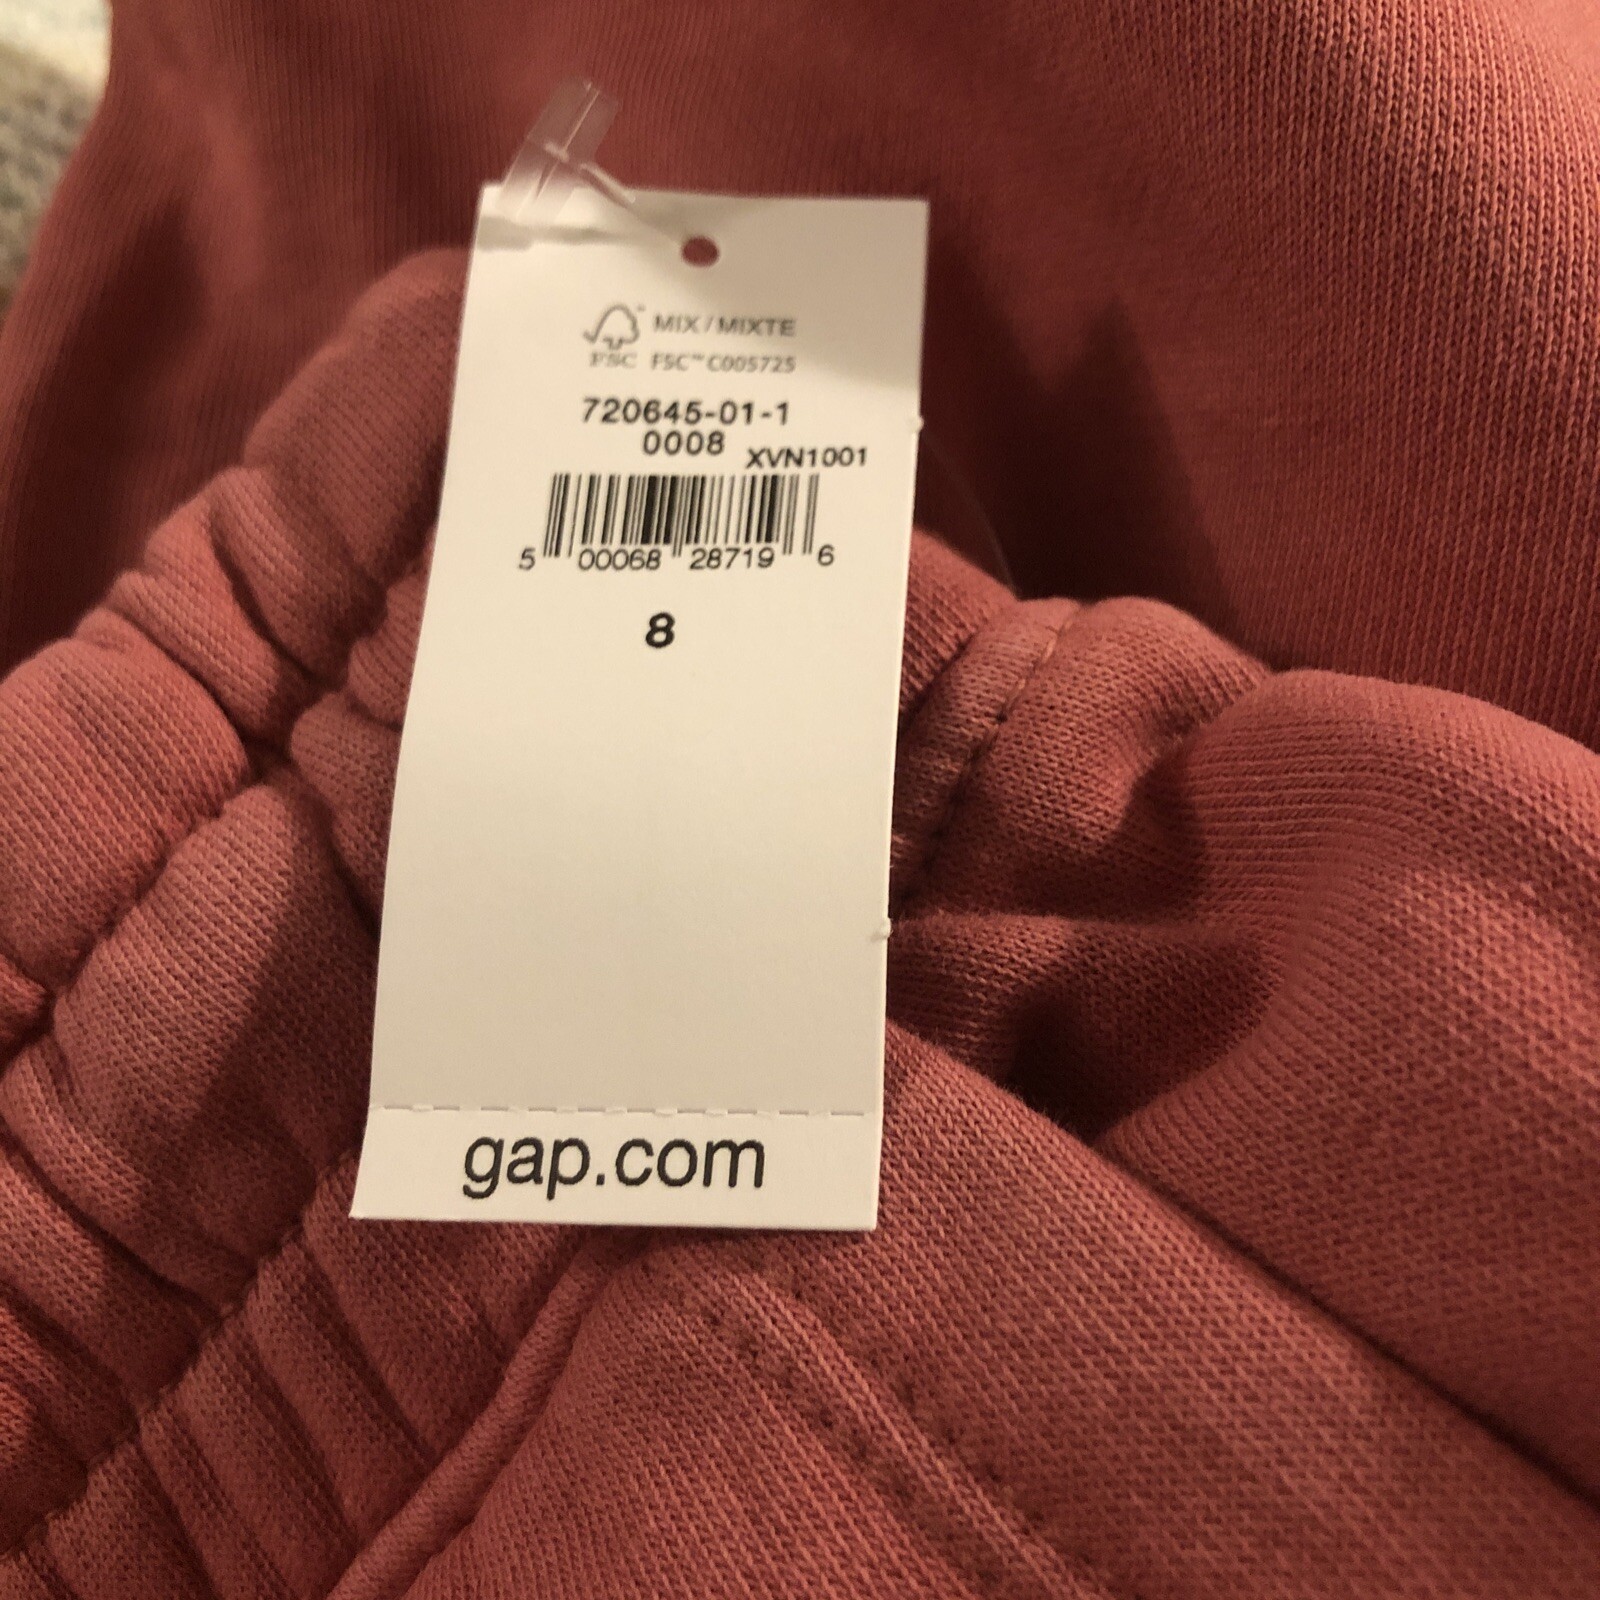 MIX / MIXTE
FSC FSC™ C005725
720645-01-1
0008 XVN1001
5 00068 28719 6
8
gap.com